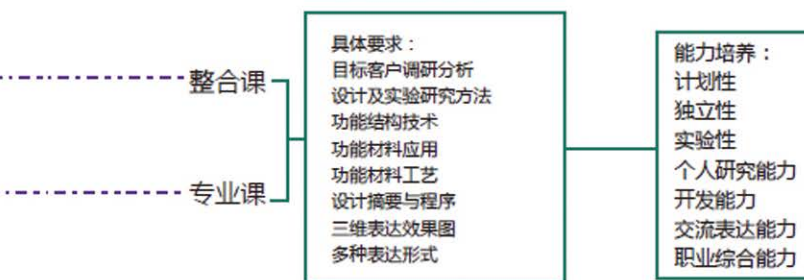 整合课
专业课
具体要求：
目标客户调研分析
设计及实验研究方法
功能结构技术
功能材料应用
功能材料工艺
设计摘要与程序
三维表达效果图
多种表达形式
能力培养：
计划性
独立性
实验性
个人研究能力
开发能力
交流表达能力
职业综合能力